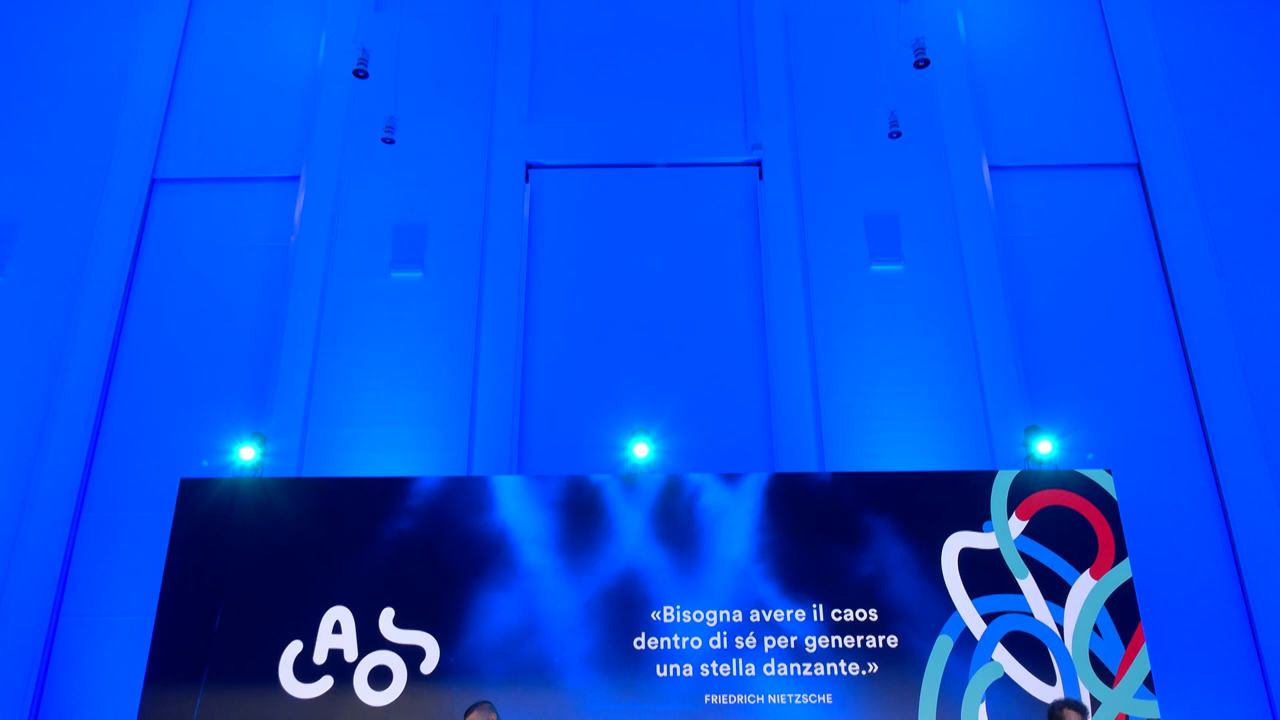 CAOS
«Bisogna avere il caos
dentro di sé per generare
una stella danzante.»
FRIEDRICH NIETZSCHE